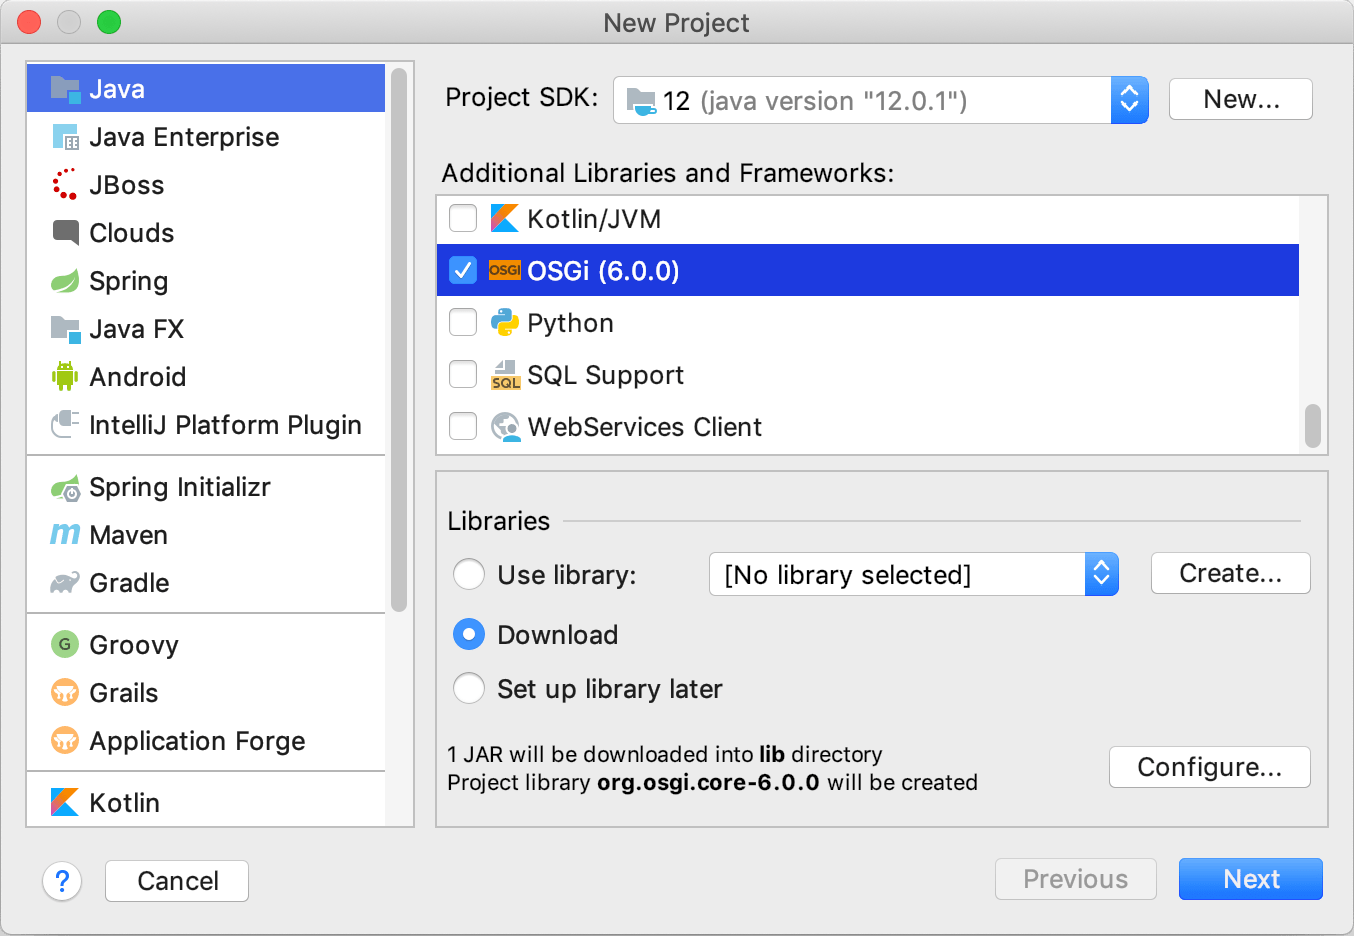 New Project
Java
Java Enterprise
JBoss
Clouds
Spring
Java FX
Android
IntelliJ Platform Plugin
Spring Initializr
Maven
Gradle
G Groovy
Grails
Application Forge
Kotlin
Project SDK: 12 (java version "12.0.1") New...
Additional Libraries and Frameworks:
Kotlin/JVM
OSGi OSGi (6.0.0)
Python
SQL SQL Support
WebServices Client
Libraries
Use library: [No library selected] Create...
Download
Set up library later
1 JAR will be downloaded into lib directory
Project library org.osgi.core-6.0.0 will be created
Configure...
? Cancel Previous Next